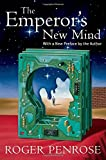 The Emperor's
New Mind
With a New Preface by the Author
ROGER PENROSE